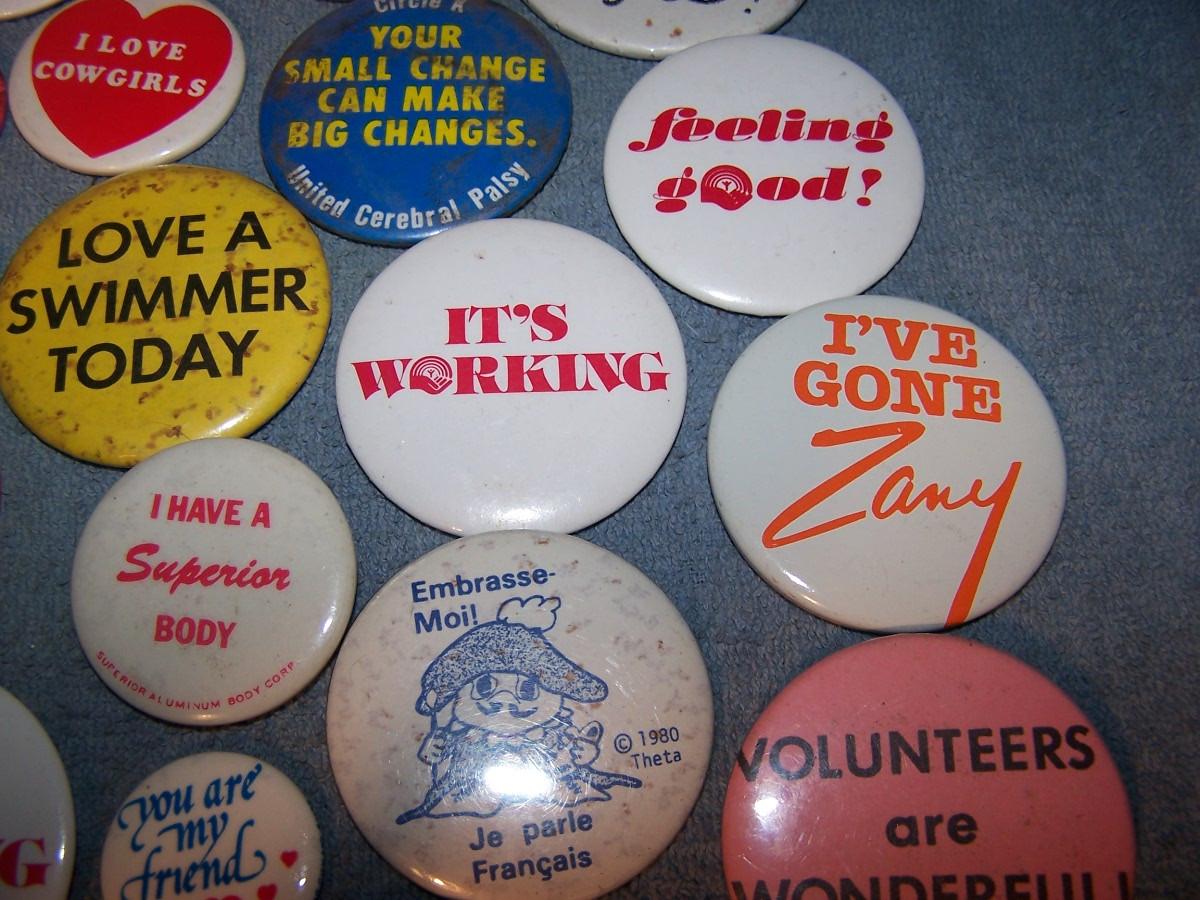 I LOVE
COWGIRLS
Circle K
YOUR
SMALL CHANGE
CAN MAKE
BIG CHANGES.
United Cerebral Palsy
feeling
good!
LOVE A
SWIMMER
TODAY
IT'S
WORKING
I'VE
GONE
Zany
I HAVE A
Superior
BODY
SUPERIOR ALUMINUM BODY CORP
Embrasse-
Moi!
© 1980
Theta
Je parle
Français
VOLUNTEERS
are
WONDERFUL!
you are
my
friend
G